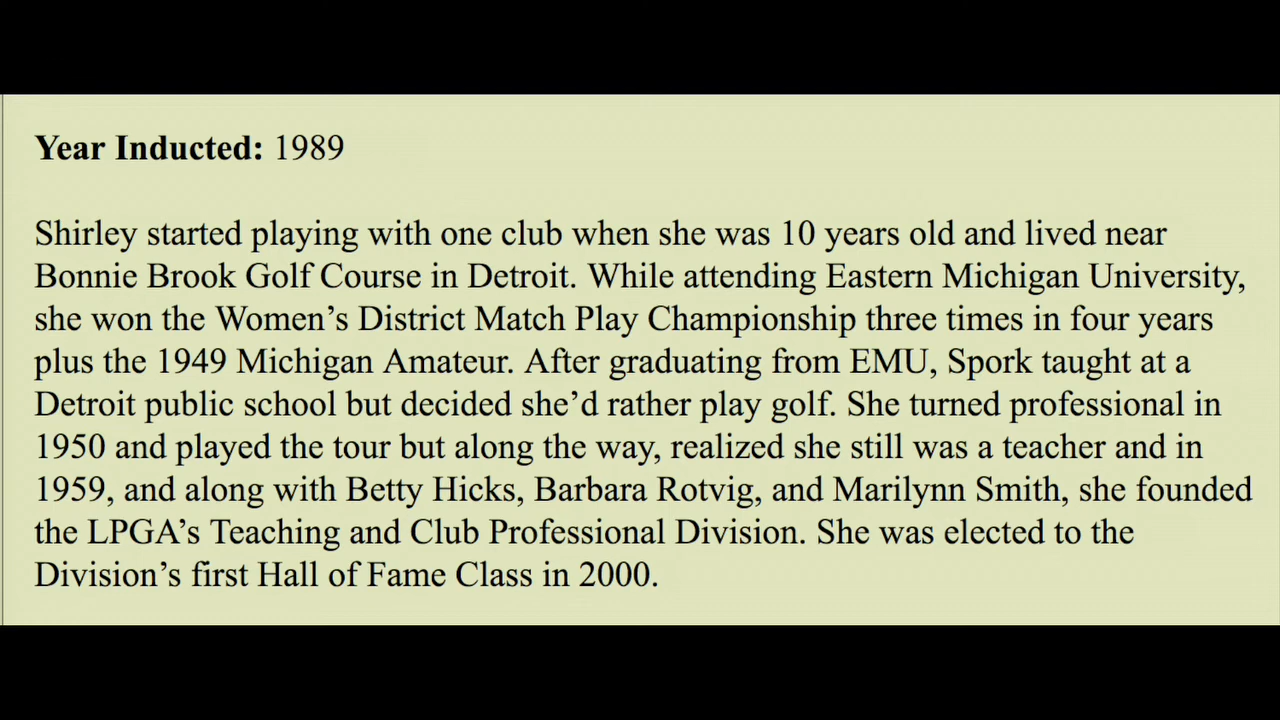 Year Inducted: 1989
Shirley started playing with one club when she was 10 years old and lived near
Bonnie Brook Golf Course in Detroit. While attending Eastern Michigan University,
she won the Women’s District Match Play Championship three times in four years
plus the 1949 Michigan Amateur. After graduating from EMU, Spork taught at a
Detroit public school but decided she’d rather play golf. She turned professional in
1950 and played the tour but along the way, realized she still was a teacher and in
1959, and along with Betty Hicks, Barbara Rotvig, and Marilynn Smith, she founded
the LPGA’s Teaching and Club Professional Division. She was elected to the
Division’s first Hall of Fame Class in 2000.